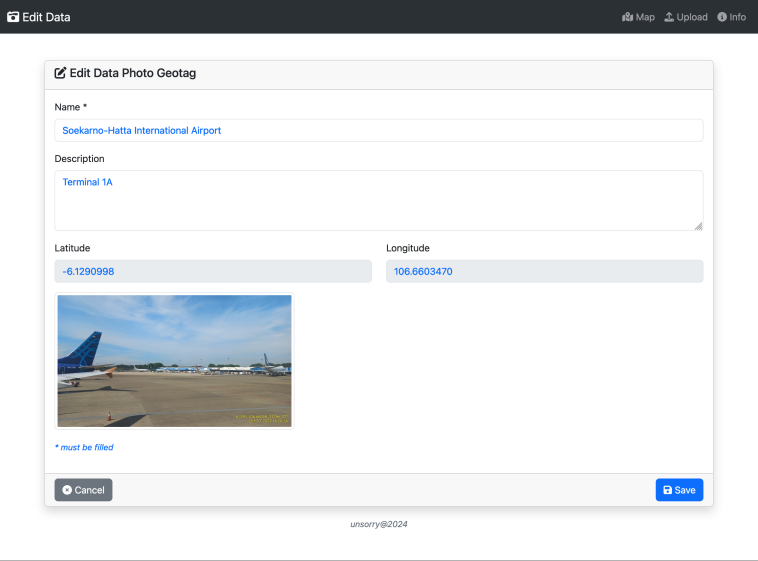 Edit Data
Map Upload Info
Edit Data Photo Geotag
Name *
Soekarno-Hatta International Airport
Description
Terminal 1A
Latitude Longitude
-6.1290998 106.6603470
* must be filled
Cancel Save
unsorry@2024